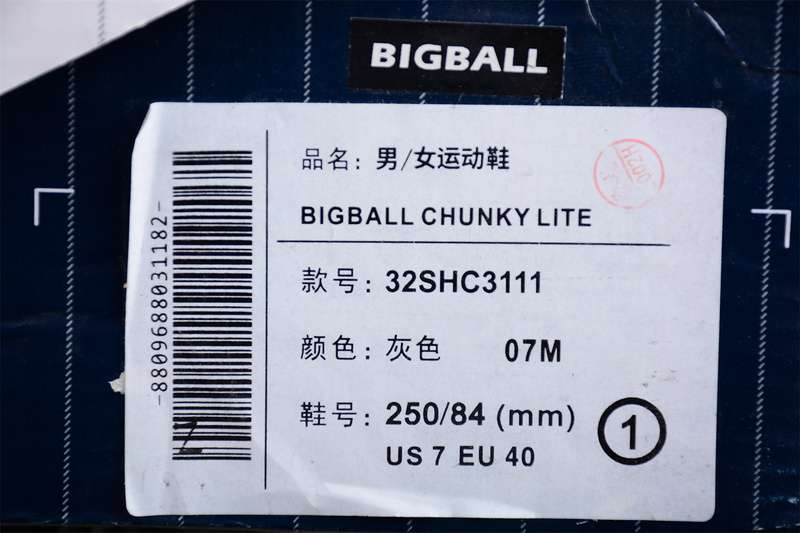 BIGBALL
品名: 男/女运动鞋
BIGBALL CHUNKY LITE
款号: 32SHC3111
颜色: 灰色 07M
鞋号: 250/84 (mm)
US 7 EU 40
1
-8809688031182-